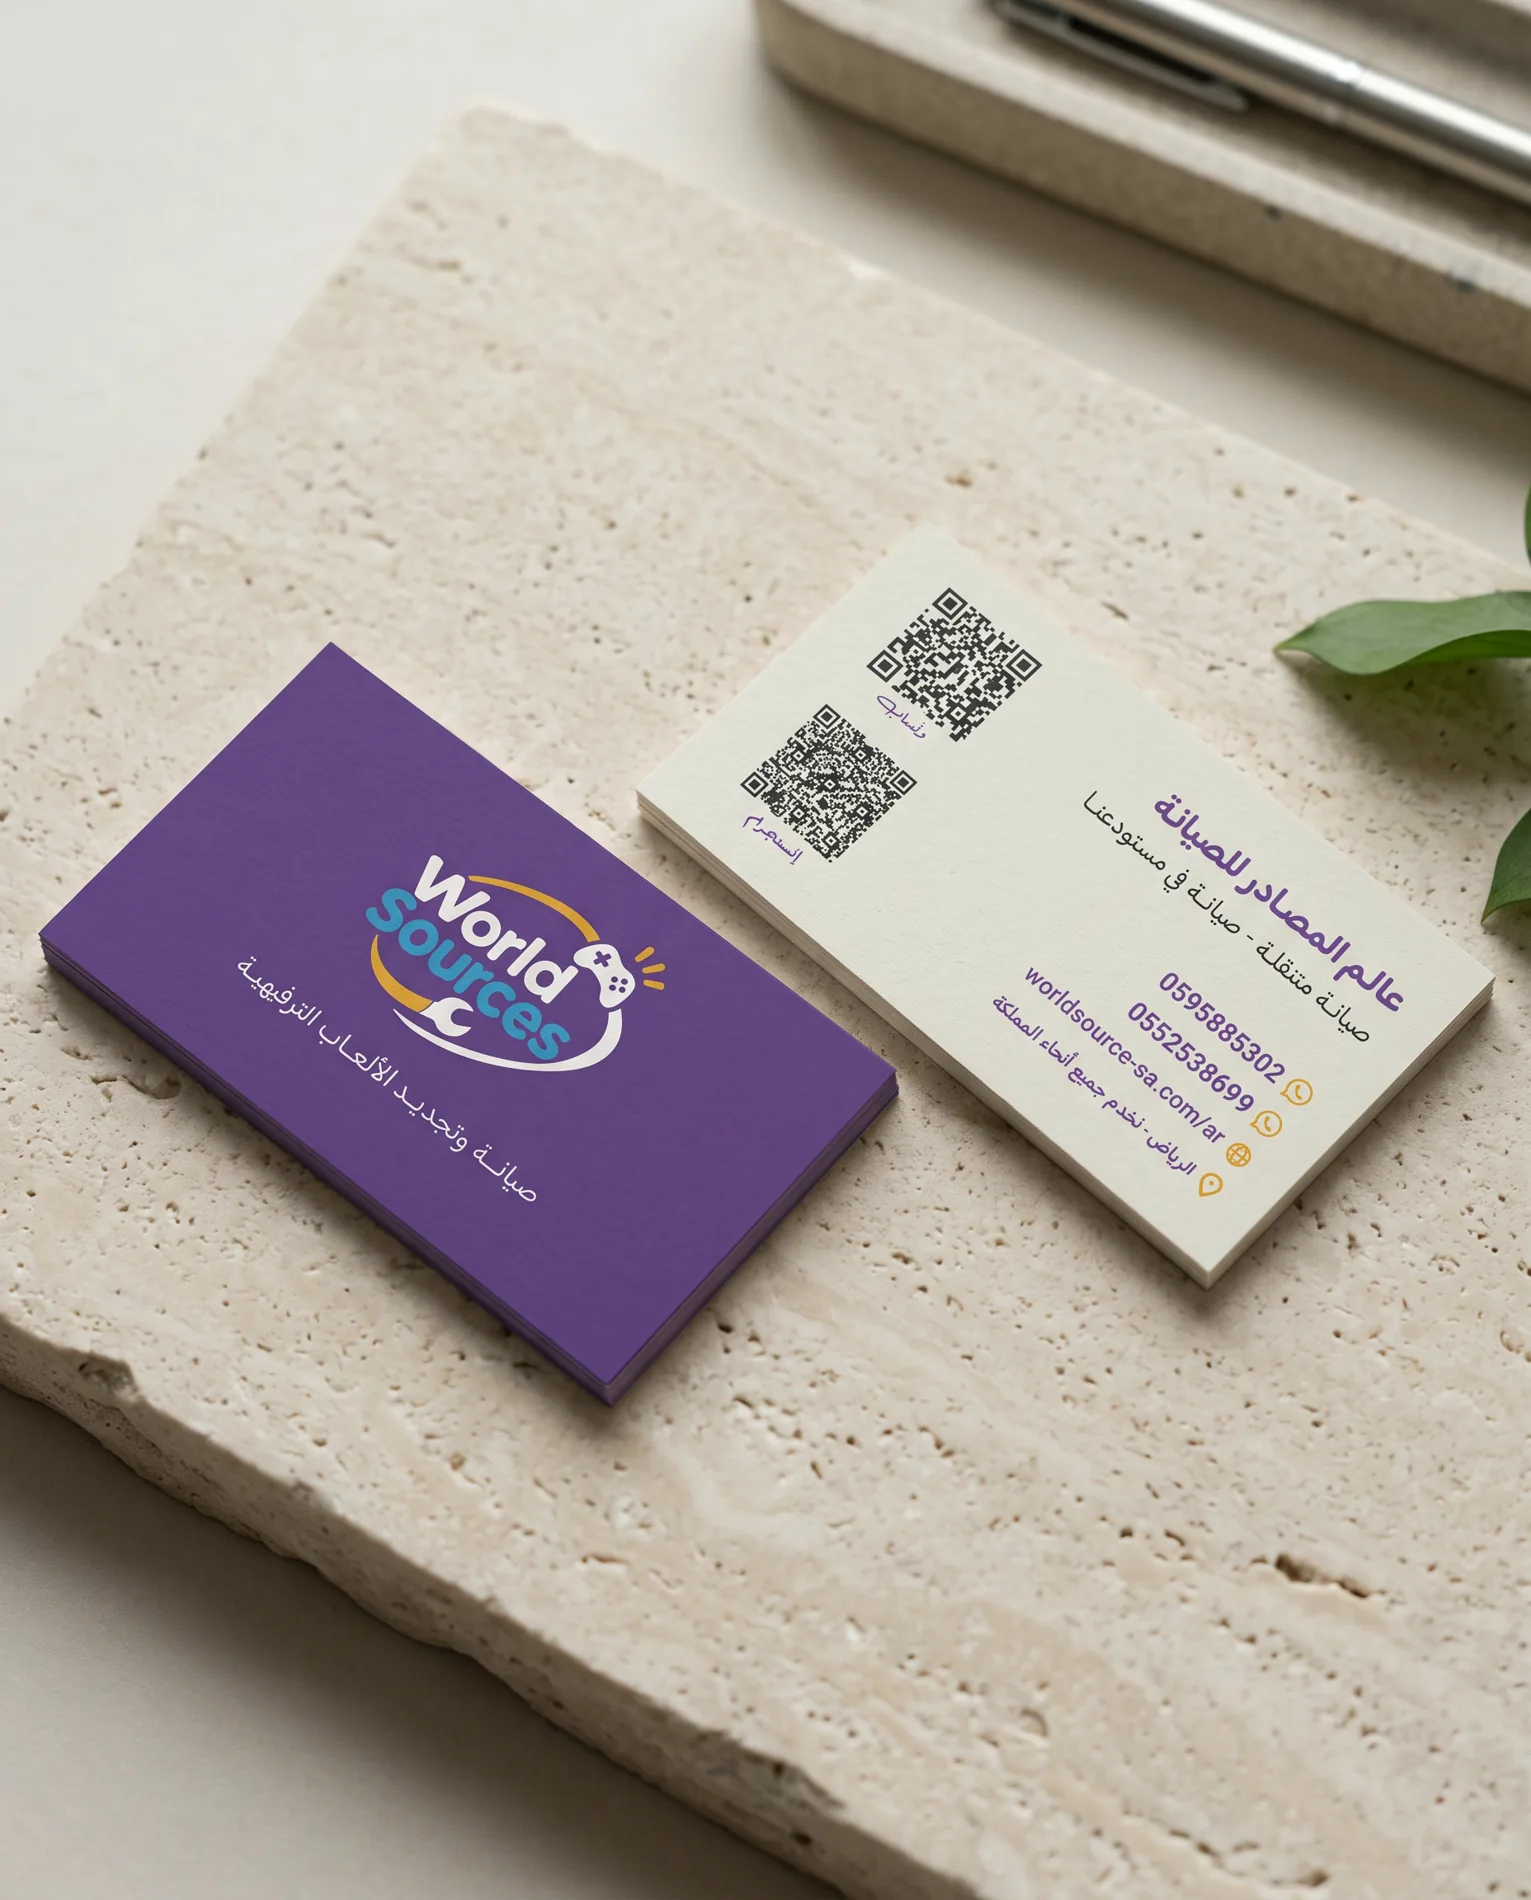 World
Sources
صيانة وتجديد الألعاب الترفيهية
واتساب
إنستجرام
عالم المصادر للصيانة
صيانة متنقلة - صيانة في مستودعنا
0595885302
0552538699
worldsource-sa.com/ar
الرياض - نخدم جميع أنحاء المملكة